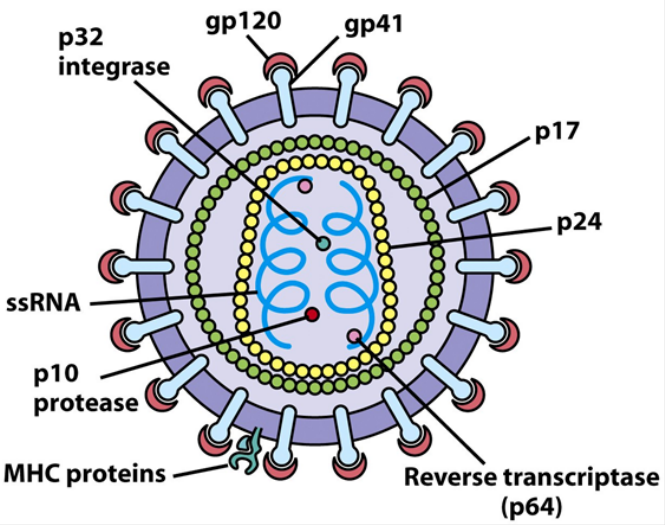 gp120
gp41
p32
integrase
p17
p24
ssRNA
p10
protease
MHC proteins
Reverse transcriptase
(p64)